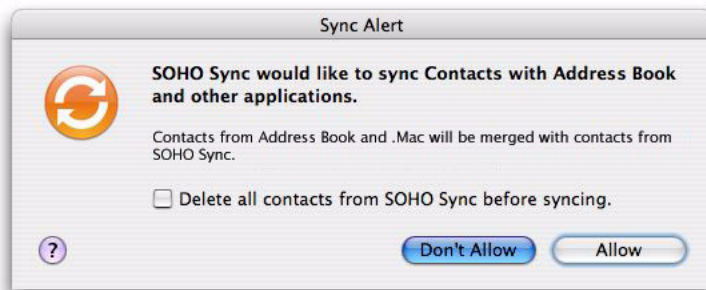 Sync Alert
SOHO Sync would like to sync Contacts with Address Book
and other applications.
Contacts from Address Book and .Mac will be merged with contacts from
SOHO Sync.
Delete all contacts from SOHO Sync before syncing.
?
Don't Allow
Allow